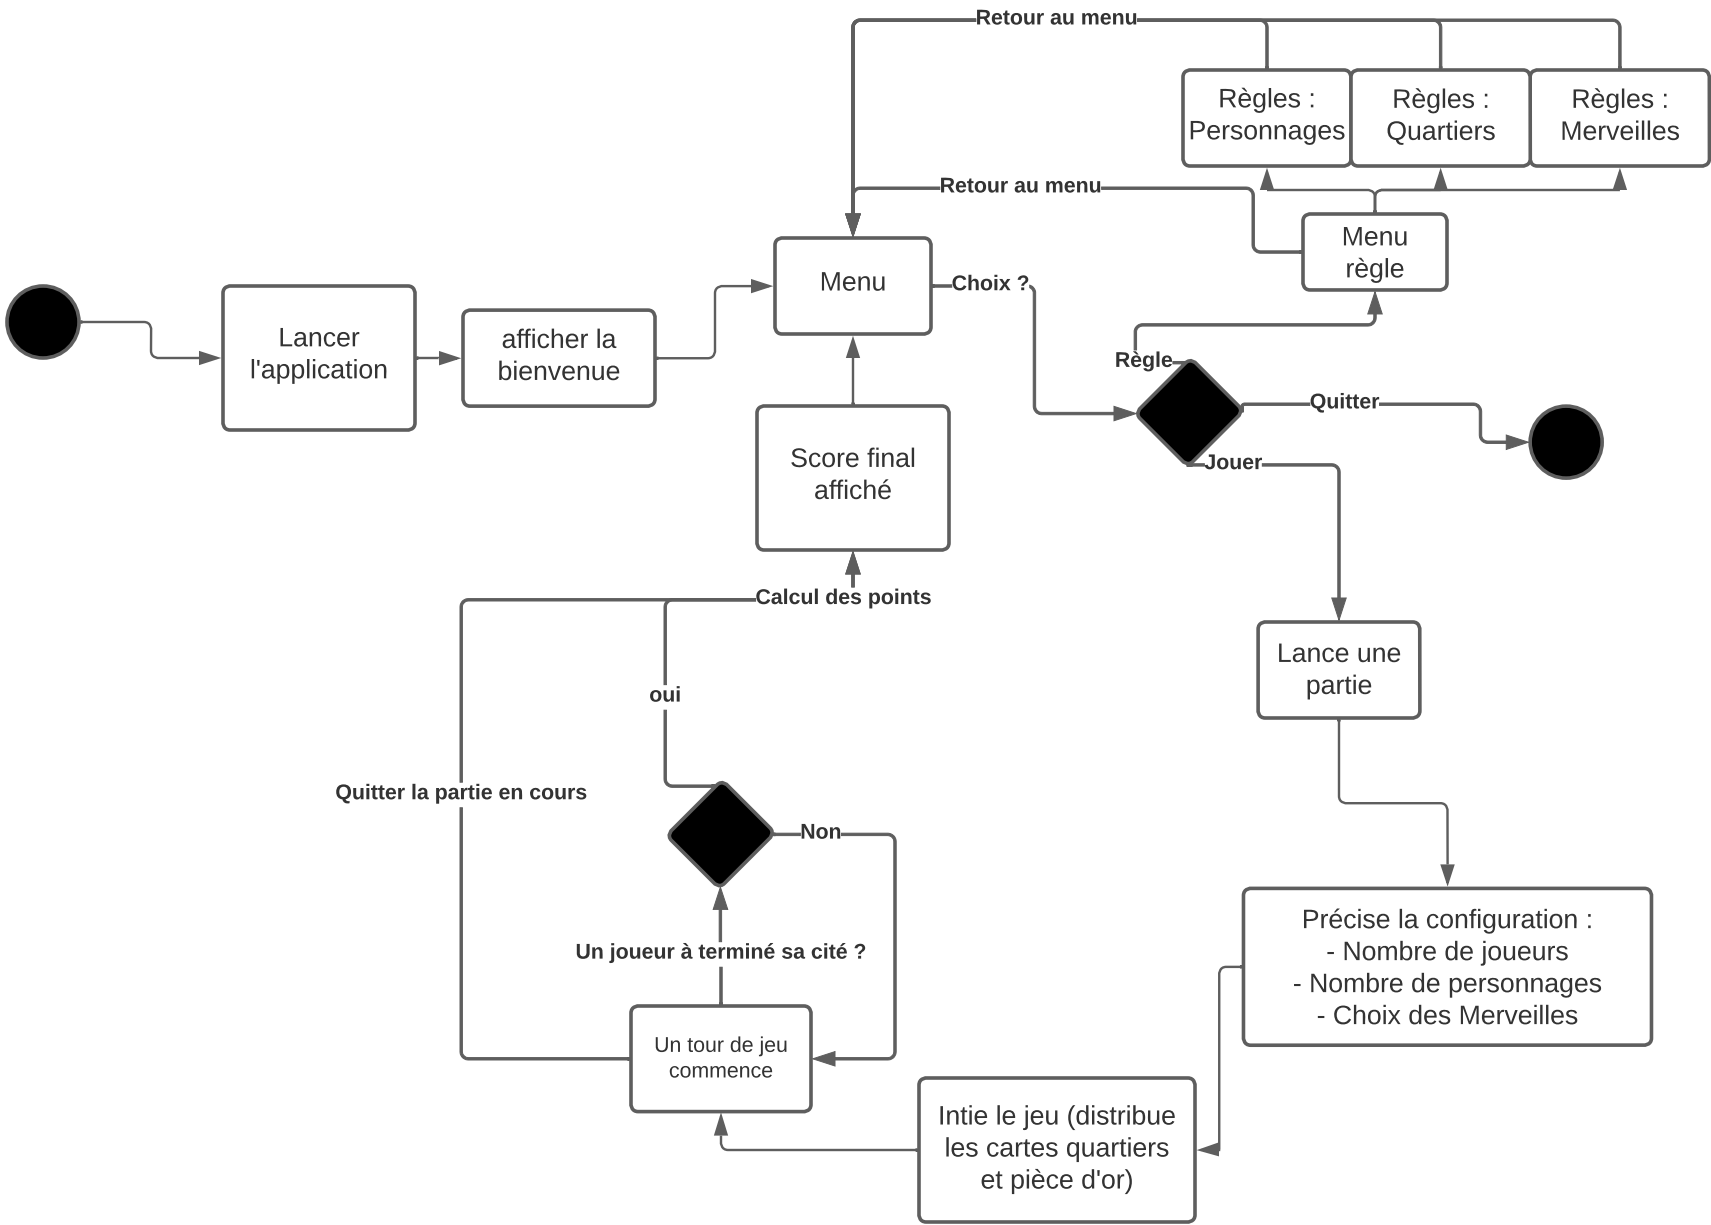 Retour au menu
Règles :
Personnages
Règles :
Quartiers
Règles :
Merveilles
Retour au menu
Menu
règle
Menu
Choix ?
Lancer
l'application
afficher la
bienvenue
Règle
Quitter
Jouer
Score final
affiché
Calcul des points
Lance une
partie
oui
Quitter la partie en cours
Non
Un joueur à terminé sa cité ?
Précise la configuration :
- Nombre de joueurs
- Nombre de personnages
- Choix des Merveilles
Un tour de jeu
commence
Intie le jeu (distribue
les cartes quartiers
et pièce d'or)